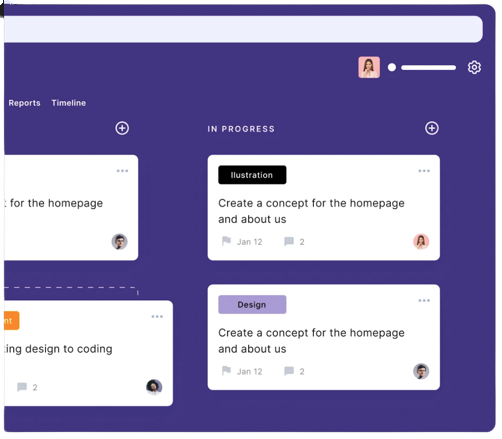 Reports Timeline
IN PROGRESS
for the homepage
nt
ing design to coding
2
Ilustration
Create a concept for the homepage
and about us
Jan 12 2
Design
Create a concept for the homepage
and about us
Jan 12 2